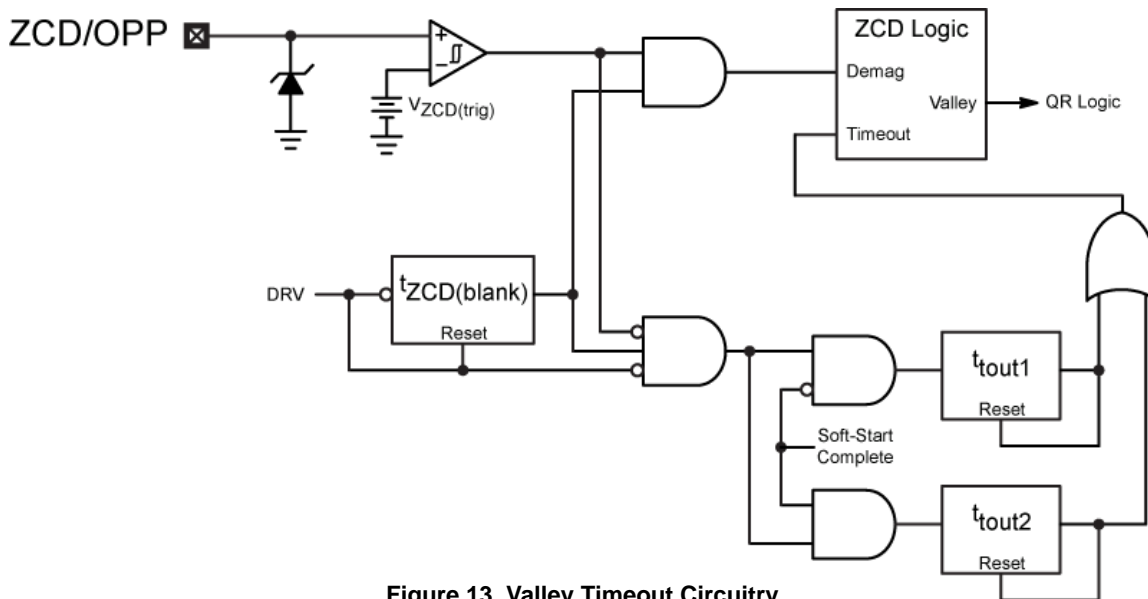 ZCD/OPP
+
–
VZCD(trig)
ZCD Logic
Demag
Valley
QR Logic
Timeout
DRV
tZCD(blank)
Reset
ttout1
Reset
Soft-Start
Complete
ttout2
Reset
Figure 13. Valley Timeout Circuitry